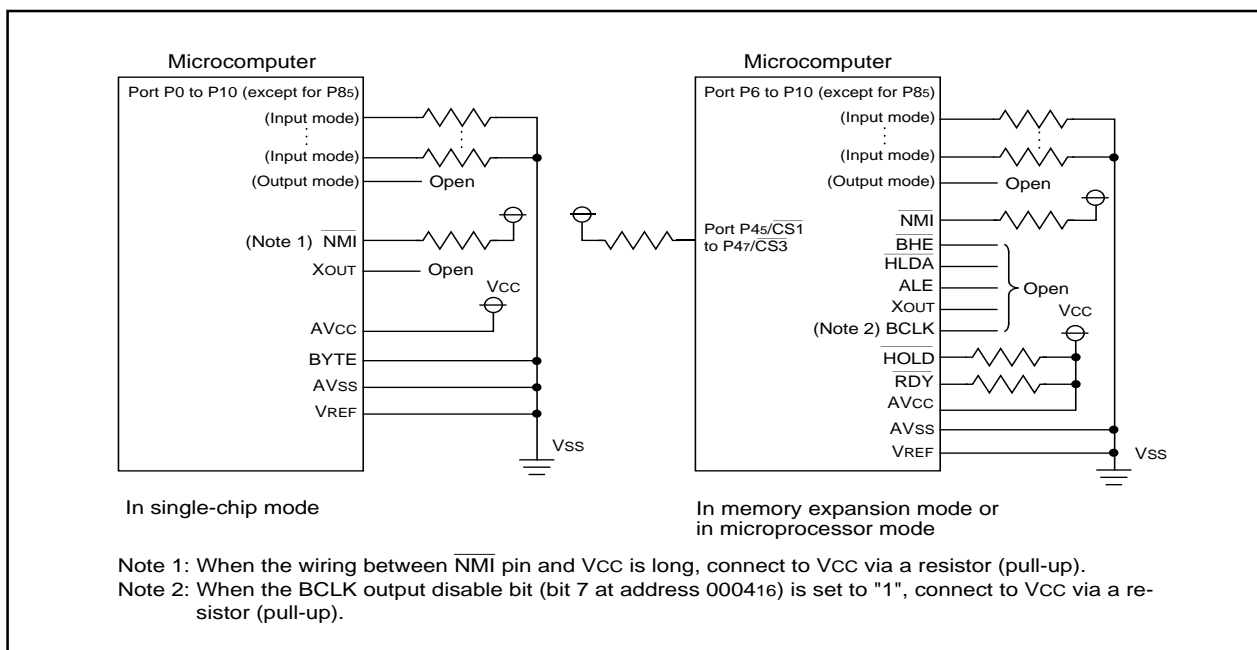 Microcomputer
Port P0 to P10 (except for P85)
(Input mode)
(Input mode)
(Output mode)
Open
(Note 1) NMI
XOUT
Open
VCC
AVCC
BYTE
AVSS
VREF
VSS
In single-chip mode
Microcomputer
Port P6 to P10 (except for P85)
(Input mode)
(Input mode)
(Output mode)
Open
NMI
Port P45/CS1
to P47/CS3
BHE
HLDA
ALE
XOUT
(Note 2) BCLK
Open
VCC
HOLD
RDY
AVCC
AVSS
VREF
VSS
In memory expansion mode or
in microprocessor mode
Note 1: When the wiring between NMI pin and VCC is long, connect to VCC via a resistor (pull-up).
Note 2: When the BCLK output disable bit (bit 7 at address 000416) is set to "1", connect to VCC via a re-
sistor (pull-up).